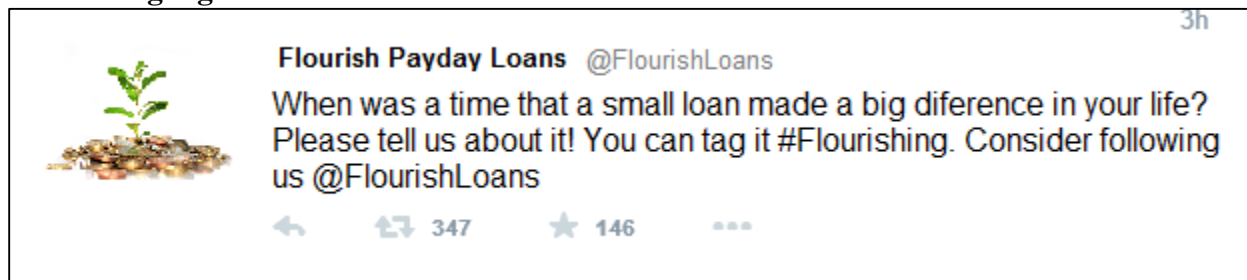 3h
Flourish Payday Loans @FlourishLoans
When was a time that a small loan made a big diference in your life?
Please tell us about it! You can tag it #Flourishing. Consider following
us @FlourishLoans
347 146